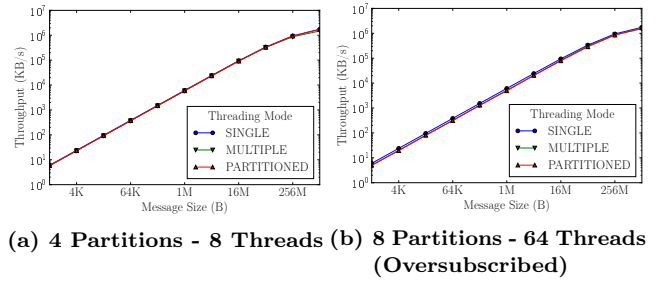 10^7
10^6
10^5
10^4
10^3
10^2
10^1
10^0
Throughput (KB/s)
Threading Mode
SINGLE
MULTIPLE
PARTITIONED
4K 64K 1M 16M 256M
Message Size (B)
10^7
10^6
10^5
10^4
10^3
10^2
10^1
10^0
Throughput (KB/s)
Threading Mode
SINGLE
MULTIPLE
PARTITIONED
4K 64K 1M 16M 256M
Message Size (B)
(a) 4 Partitions - 8 Threads
(b) 8 Partitions - 64 Threads
(Oversubscribed)